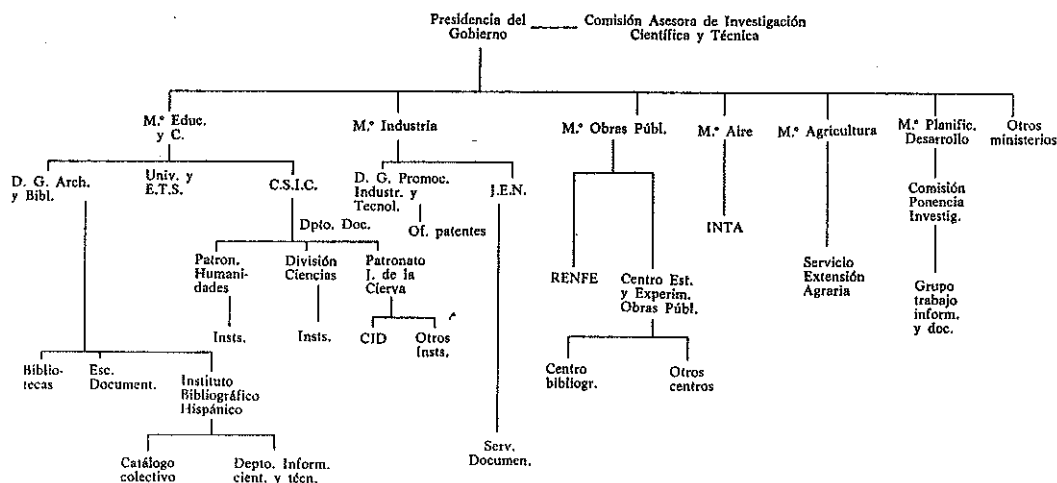 Presidencia del
Gobierno
Comisión Asesora de Investigación
Científica y Técnica
M.º Educ.
y C.
M.º Industria
M.º Obras Públ.
M.º Aire
M.º Agricultura
M.º Planific.
Desarrollo
Otros
ministerios
D. G. Arch.
y Bibl.
Univ. y
E.T.S.
C.S.I.C.
D. G. Promoc.
Industr. y
Tecnol.
J.E.N.
Comisión
Ponencia
Investig.
Dpto. Doc.
Of. patentes
INTA
Patron.
Humani-
dades
División
Ciencias
Patronato
J. de la
Cierva
RENFE
Centro Est.
y Experim.
Obras Públ.
Servicio
Extensión
Agraria
Grupo
trabajo
inform.
y doc.
Insts.
Insts.
CID
Otros
Insts.
Biblio-
tecas
Esc.
Document.
Instituto
Bibliográfico
Hispánico
Centro
bibliogr.
Otros
centros
Serv.
Documen.
Catálogo
colectivo
Depto. Inform.
cient. y técn.